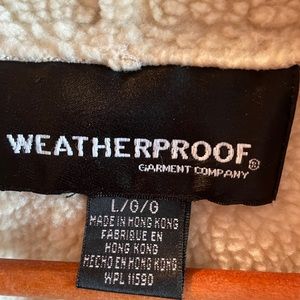 WEATHERPROOF®
GARMENT COMPANY
L/G/G
MADE IN HONG KONG
FABRIQUE EN
HONG KONG
HECHO EN HONG KONG
WPL 11590